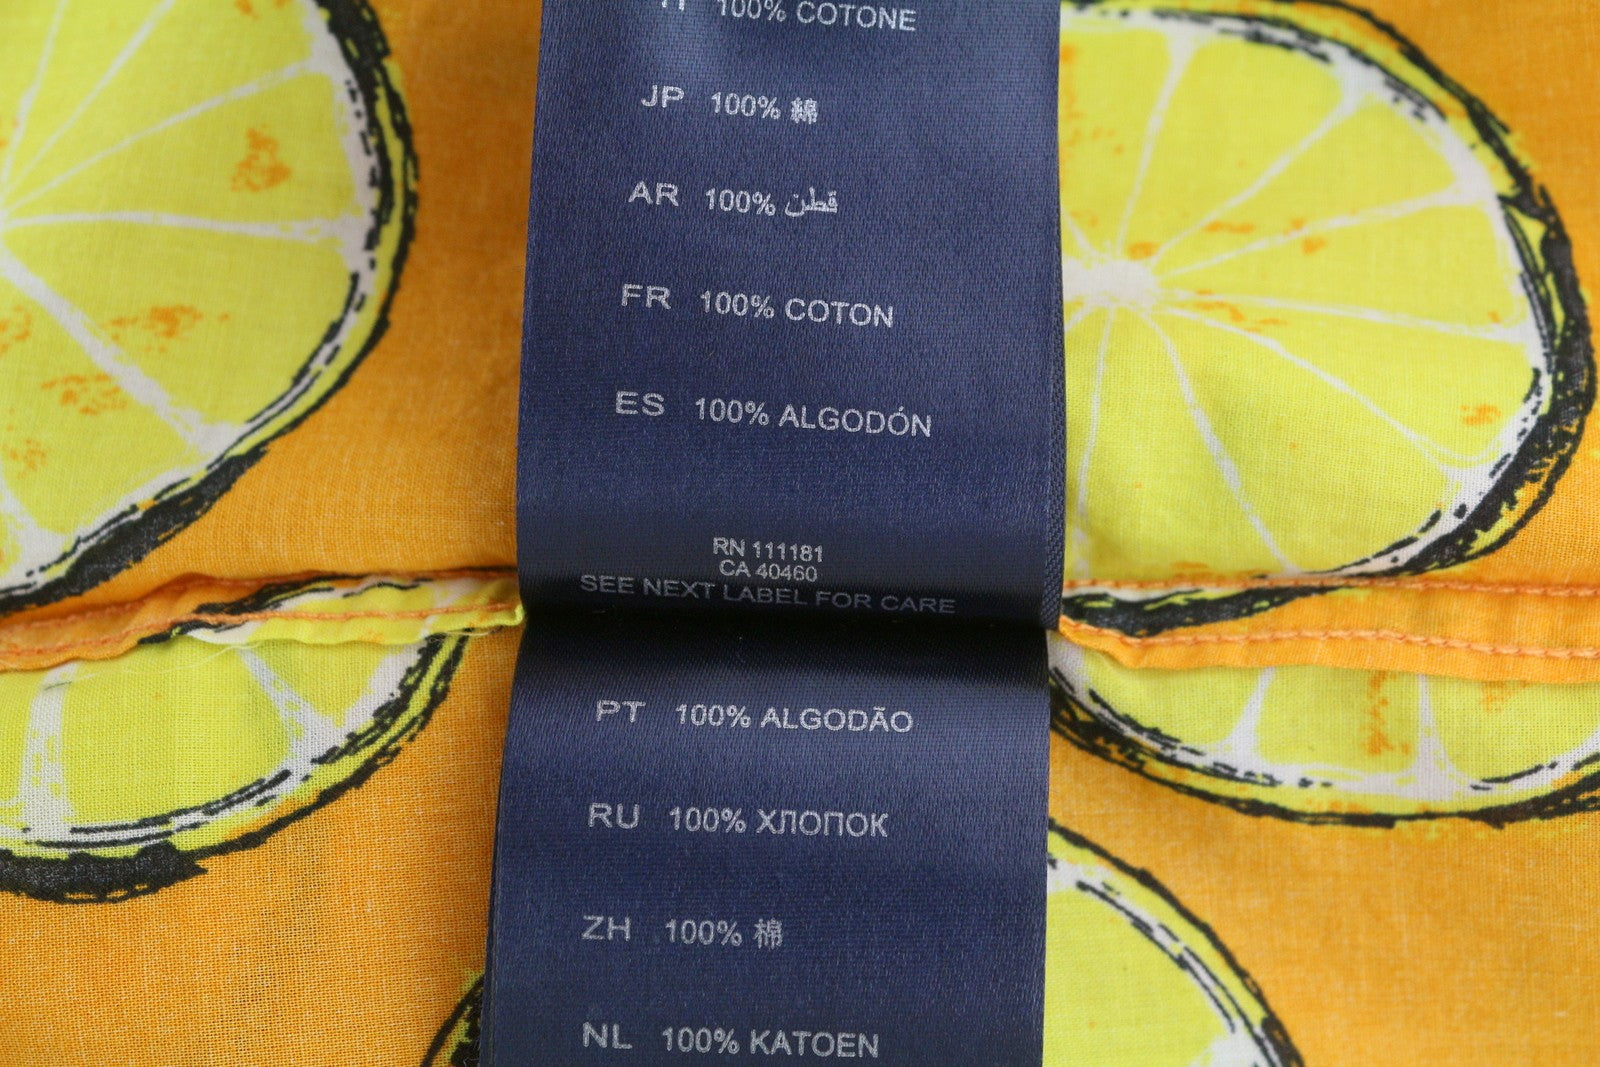 100% COTONE
JP 100% 綿
AR 100% قطن
FR 100% COTON
ES 100% ALGODÓN
RN 111181
CA 40460
SEE NEXT LABEL FOR CARE
PT 100% ALGODÃO
RU 100% ХЛОПОК
ZH 100% 棉
NL 100% KATOEN